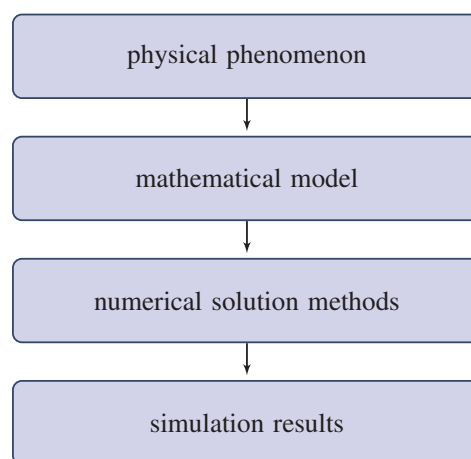 physical phenomenon
mathematical model
numerical solution methods
simulation results